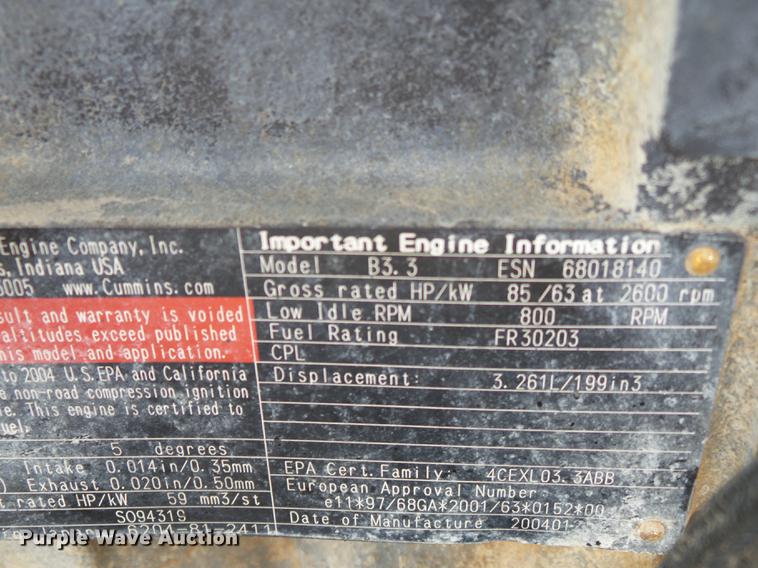 Engine Company, Inc.
s, Indiana USA
www.Cummins.com
sult and warranty is voided
altitudes exceed published
his model and application.
to 2004 U.S. EPA and California
non-road compression ignition
This engine is certified to
uel.
5 degrees
Intake 0.014in/0.35mm
Exhaust 0.020in/0.50mm
t rated HP/kW 59 mm3/st
SO94319
6204-81-2411
Important Engine Information
Model B3.3 ESN 68018140
Gross rated HP/kW 85/63 at 2600 rpm
Low Idle RPM 800 RPM
Fuel Rating FR30203
CPL
Displacement: 3.261L/199in3
EPA Cert. Family: 4CEXL03.3ABB
European Approval Number:
e11*97/68GA*2001/63*0152*00
Date of Manufacture 200401
Purple Wave Auction